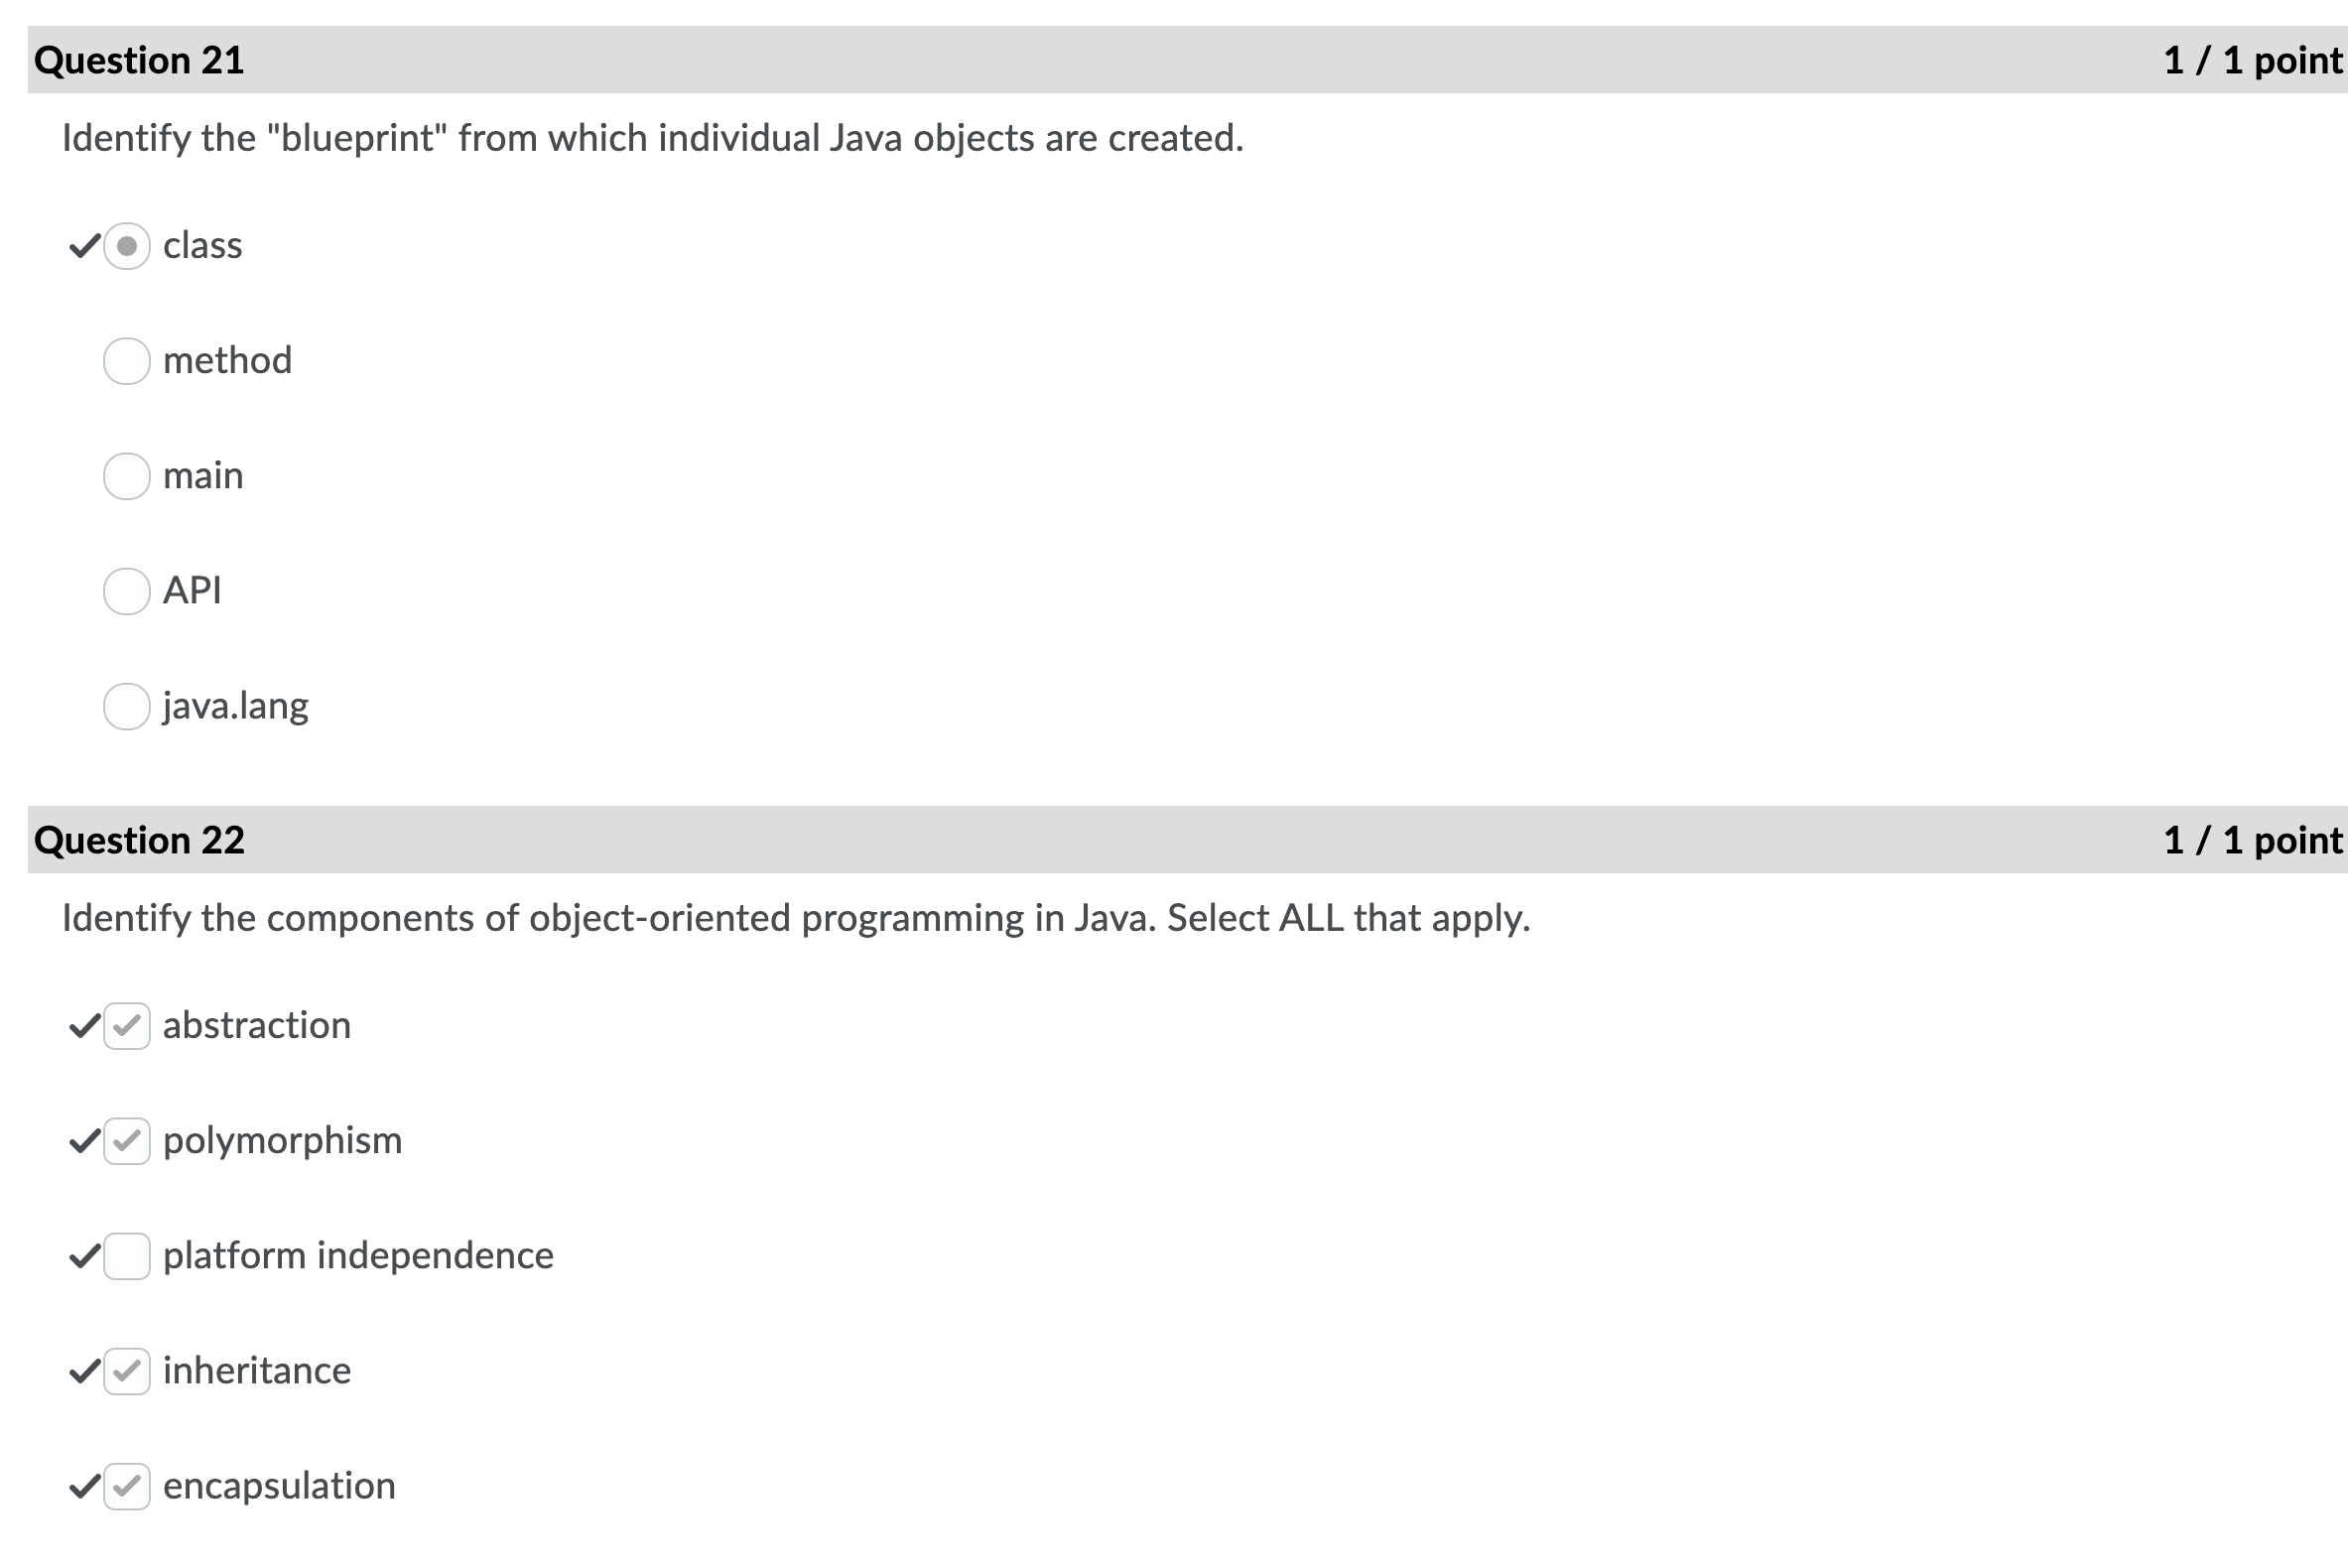 Question 21 1 / 1 point
Identify the "blueprint" from which individual Java objects are created.
class
method
main
API
java.lang
Question 22 1 / 1 point
Identify the components of object-oriented programming in Java. Select ALL that apply.
abstraction
polymorphism
platform independence
inheritance
encapsulation